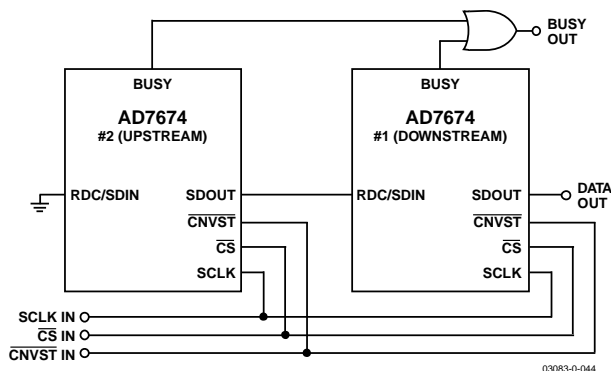 BUSY
OUT
BUSY
BUSY
AD7674
#2 (UPSTREAM)
AD7674
#1 (DOWNSTREAM)
RDC/SDIN
SDOUT
RDC/SDIN
SDOUT
DATA
OUT
CNVST
CNVST
CS
CS
SCLK
SCLK
SCLK IN
CS IN
CNVST IN
03083-0-044